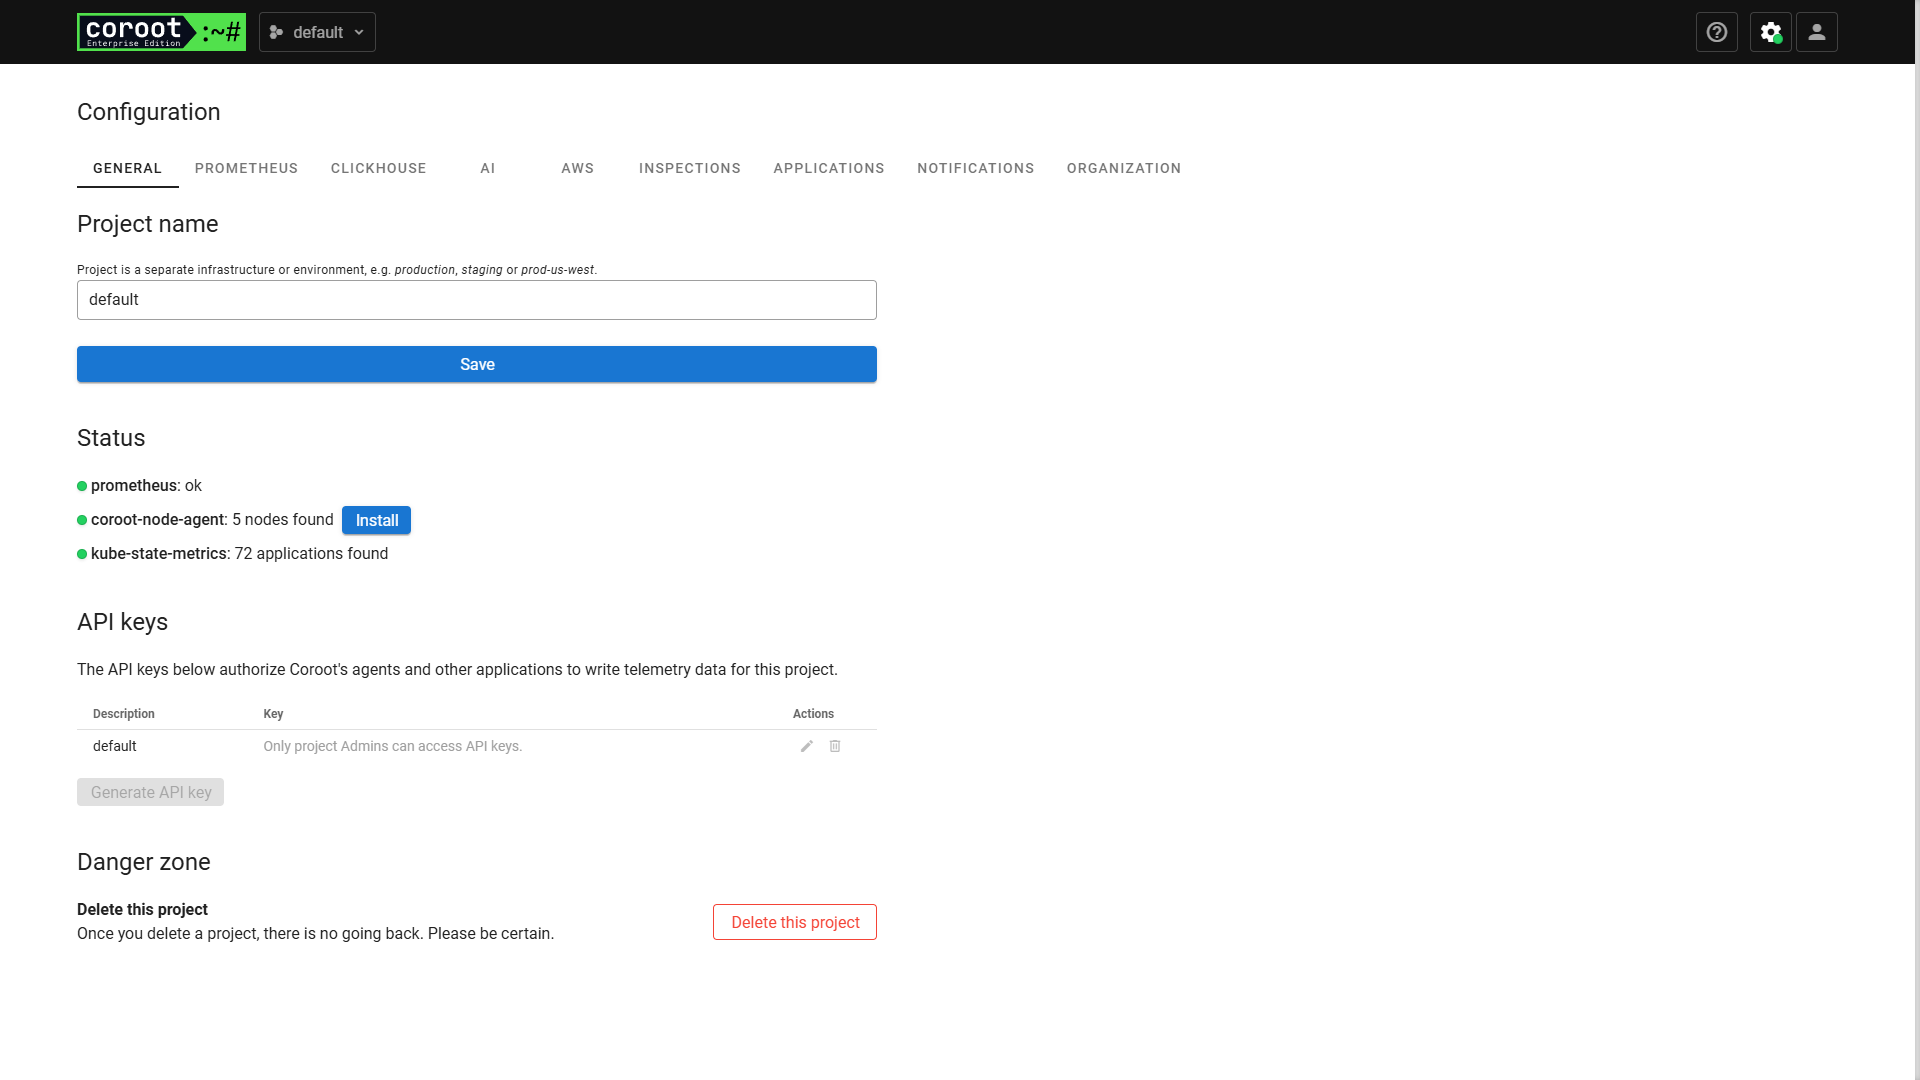 coroot :~#
Enterprise Edition
default
Configuration
GENERAL PROMETHEUS CLICKHOUSE AI AWS INSPECTIONS APPLICATIONS NOTIFICATIONS ORGANIZATION
Project name
Project is a separate infrastructure or environment, e.g. production, staging or prod-us-west.
default
Save
Status
prometheus: ok
coroot-node-agent: 5 nodes found Install
kube-state-metrics: 72 applications found
API keys
The API keys below authorize Coroot's agents and other applications to write telemetry data for this project.
Description Key Actions
default Only project Admins can access API keys.
Generate API key
Danger zone
Delete this project
Once you delete a project, there is no going back. Please be certain.
Delete this project